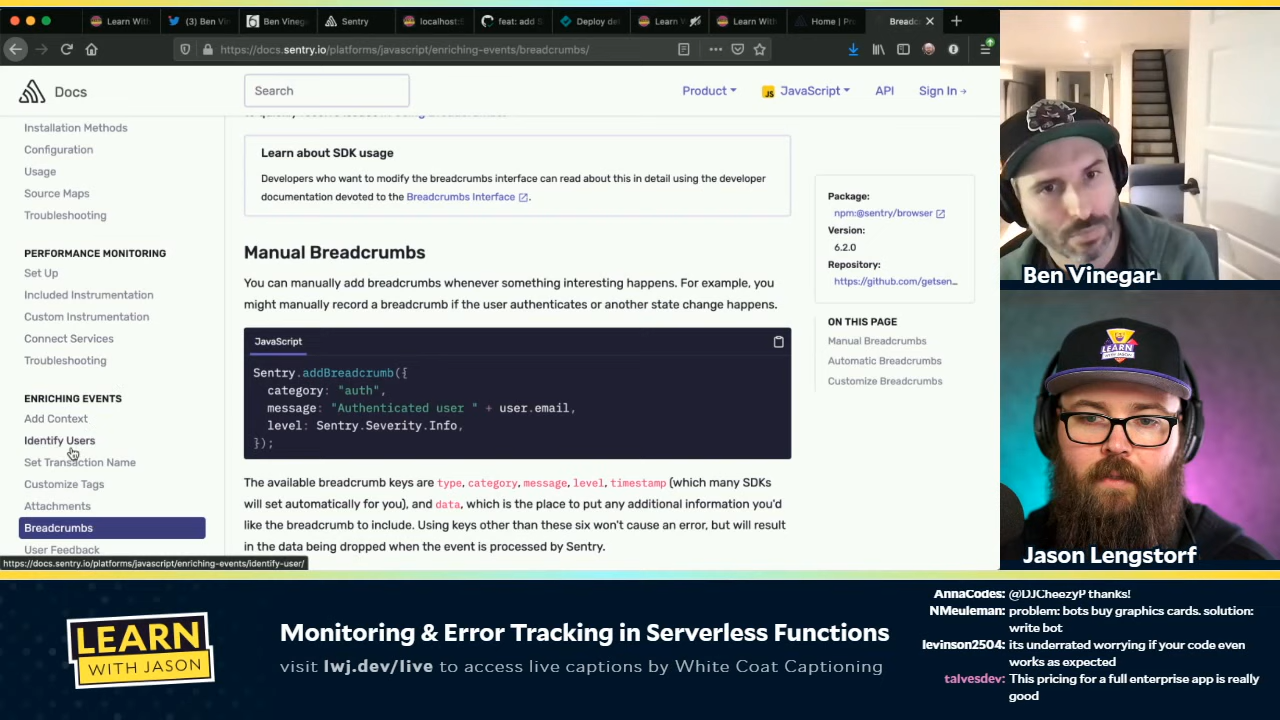 Learn With
(3) Ben Vin
Ben Vinega
Sentry
localhost:8
feat: add S
Deploy det
Learn W
Learn With
Home | Pr
Breadc
https://docs.sentry.io/platforms/javascript/enriching-events/breadcrumbs/
Docs
Search
Product
JS JavaScript
API
Sign In
Installation Methods
Configuration
Usage
Source Maps
Troubleshooting
PERFORMANCE MONITORING
Set Up
Included Instrumentation
Custom Instrumentation
Connect Services
Troubleshooting
ENRICHING EVENTS
Add Context
Identify Users
Set Transaction Name
Customize Tags
Attachments
Breadcrumbs
User Feedback
https://docs.sentry.io/platforms/javascript/enriching-events/identify-user/
Learn about SDK usage
Developers who want to modify the breadcrumbs interface can read about this in detail using the developer
documentation devoted to the Breadcrumbs Interface.
Manual Breadcrumbs
You can manually add breadcrumbs whenever something interesting happens. For example, you
might manually record a breadcrumb if the user authenticates or another state change happens.
JavaScript
Sentry.addBreadcrumb({
category: "auth",
message: "Authenticated user " + user.email,
level: Sentry.Severity.Info,
});
The available breadcrumb keys are type, category, message, level, timestamp (which many SDKs
will set automatically for you), and data, which is the place to put any additional information you'd
like the breadcrumb to include. Using keys other than these six won't cause an error, but will result
in the data being dropped when the event is processed by Sentry.
Package:
npm:@sentry/browser
Version:
6.2.0
Repository:
https://github.com/getsen...
ON THIS PAGE
Manual Breadcrumbs
Automatic Breadcrumbs
Customize Breadcrumbs
Ben Vinegar
LEARN
WITH JASON
Jason Lengstorf
LEARN
WITH JASON
Monitoring & Error Tracking in Serverless Functions
visit lwj.dev/live to access live captions by White Coat Captioning
AnnaCodes: @DJCheezyP thanks!
NMeuleman: problem: bots buy graphics cards. solution:
write bot
levinson2504: its underrated worrying if your code even
works as expected
talvesdev: This pricing for a full enterprise app is really
good